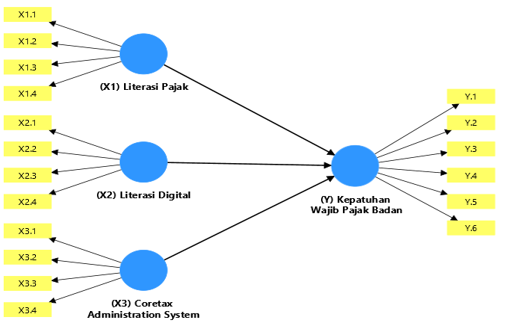 X1.1
X1.2
X1.3
X1.4
(X1) Literasi Pajak
X2.1
X2.2
X2.3
X2.4
(X2) Literasi Digital
X3.1
X3.2
X3.3
X3.4
(X3) Coretax
Administration System
Y.1
Y.2
Y.3
Y.4
Y.5
Y.6
(Y) Kepatuhan
Wajib Pajak Badan